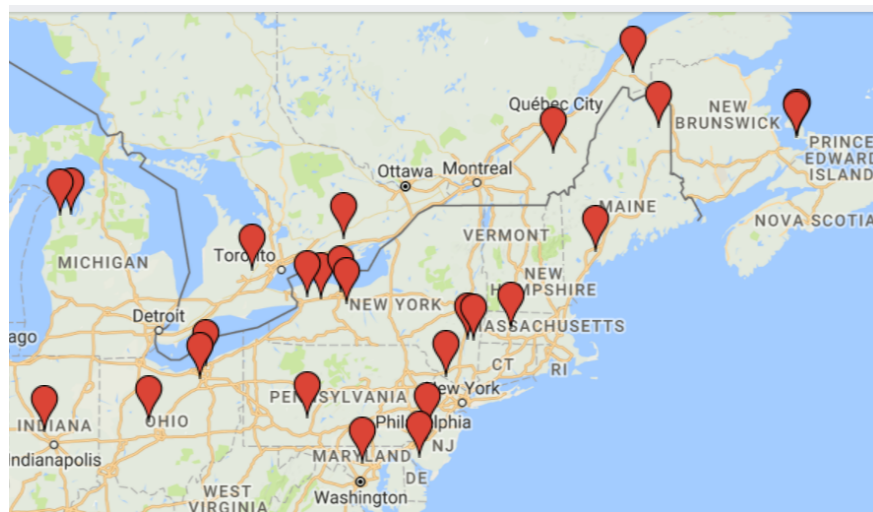 Québec City
NEW
BRUNSWICK
PRINCE
EDWARD
ISLAND
Ottawa
Montreal
MAINE
NOVA SCOTIA
VERMONT
Toronto
MICHIGAN
NEW
HAMPSHIRE
NEW YORK
Detroit
MASSACHUSETTS
ago
CT
RI
PENNSYLVANIA
New York
INDIANA
OHIO
Philadelphia
NJ
Indianapolis
MARYLAND
DE
WEST
VIRGINIA
Washington